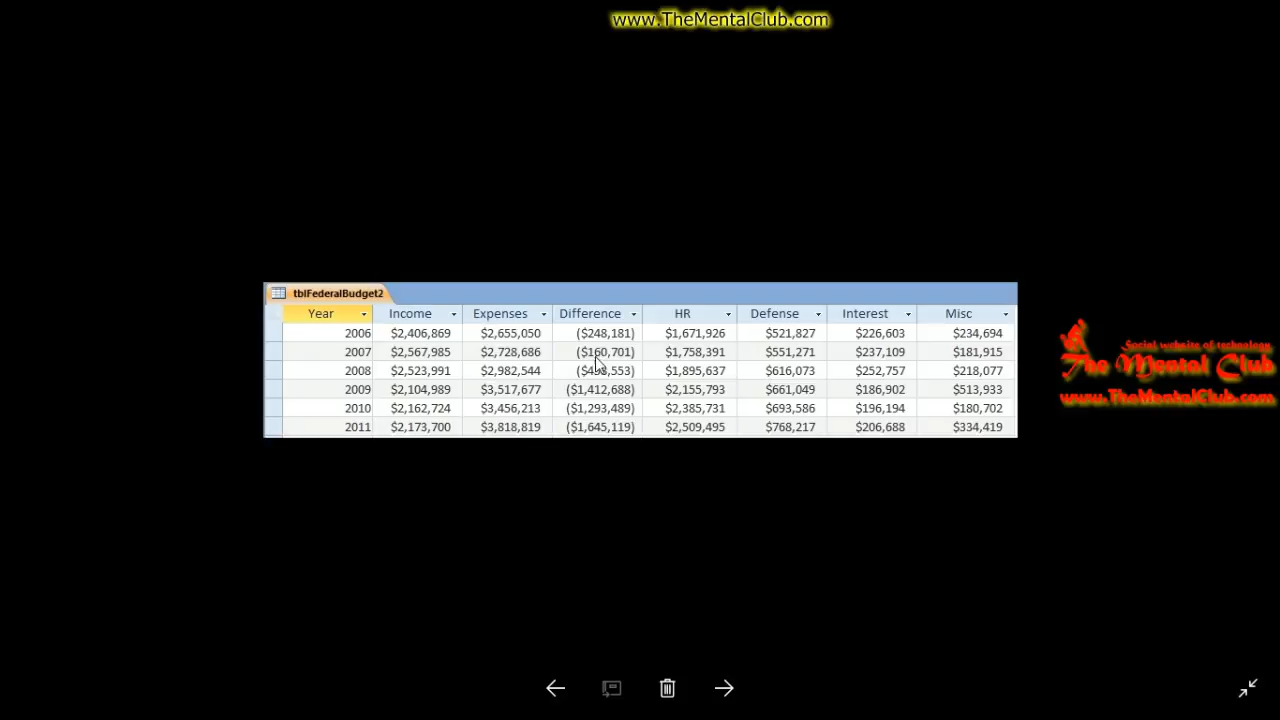 www.TheMentalClub.com
tblFederalBudget2
Year Income Expenses Difference HR Defense Interest Misc
2006 $2,406,869 $2,655,050 ($248,181) $1,671,926 $521,827 $226,603 $234,694
2007 $2,567,985 $2,728,686 ($160,701) $1,758,391 $551,271 $237,109 $181,915
2008 $2,523,991 $2,982,544 $1,895,637 $616,073 $252,757 $218,077
2009 $2,104,989 $3,517,677 ($1,412,688) $2,155,793 $661,049 $186,902 $513,933
2010 $2,162,724 $3,456,213 ($1,293,489) $2,385,731 $693,586 $196,194 $180,702
2011 $2,173,700 $3,818,819 ($1,645,119) $2,509,495 $768,217 $206,688 $334,419
Social website of technology
The Mental Club
www.TheMentalClub.com